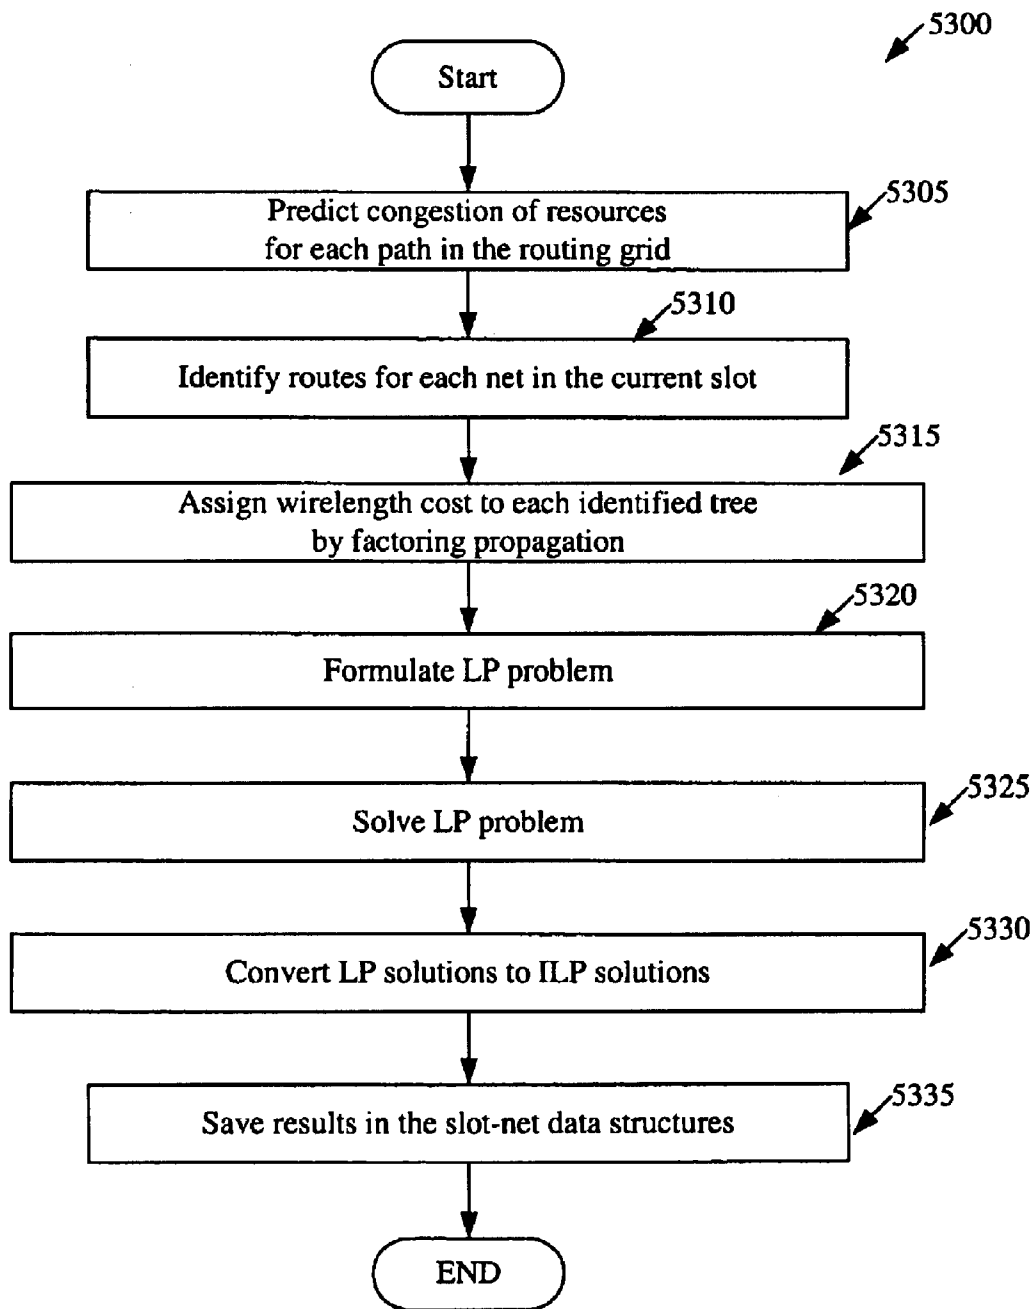 5300
Start
5305
Predict congestion of resources
for each path in the routing grid
5310
Identify routes for each net in the current slot
5315
Assign wirelength cost to each identified tree
by factoring propagation
5320
Formulate LP problem
5325
Solve LP problem
5330
Convert LP solutions to ILP solutions
5335
Save results in the slot-net data structures
END